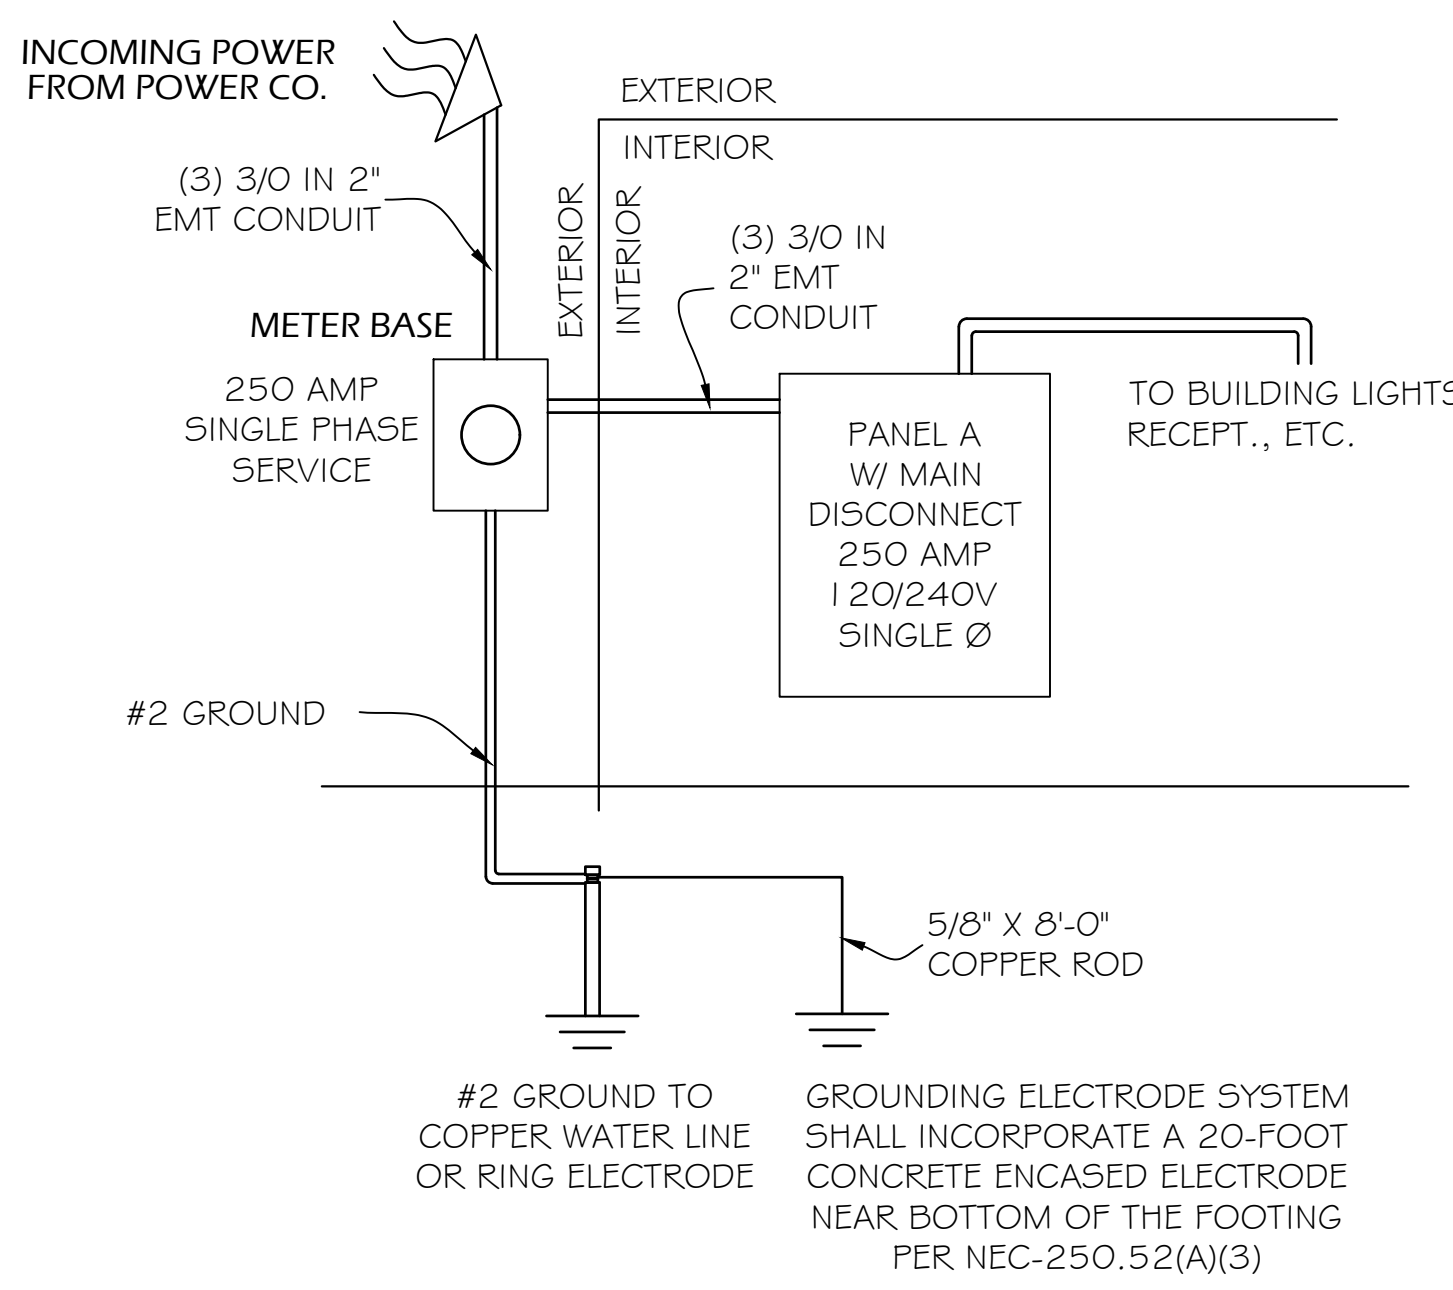 INCOMING POWER
FROM POWER CO.
EXTERIOR
INTERIOR
(3) 3/0 IN 2"
EMT CONDUIT
EXTERIOR
INTERIOR
(3) 3/0 IN
2" EMT
CONDUIT
METER BASE
250 AMP
SINGLE PHASE
SERVICE
PANEL A
W/ MAIN
DISCONNECT
250 AMP
120/240V
SINGLE Ø
TO BUILDING LIGHTS
RECEPT., ETC.
#2 GROUND
5/8" X 8'-0"
COPPER ROD
#2 GROUND TO
COPPER WATER LINE
OR RING ELECTRODE
GROUNDING ELECTRODE SYSTEM
SHALL INCORPORATE A 20-FOOT
CONCRETE ENCASED ELECTRODE
NEAR BOTTOM OF THE FOOTING
PER NEC-250.52(A)(3)